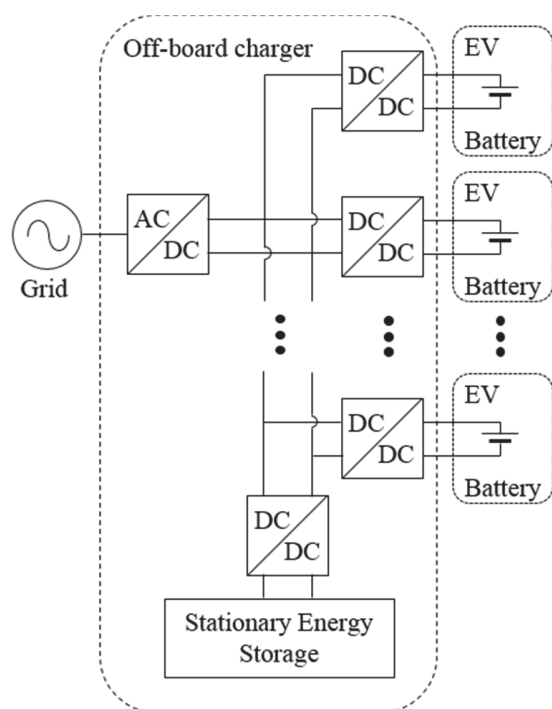 Off-board charger
DC
DC
EV
Battery
AC
DC
DC
DC
EV
Battery
Grid
DC
DC
EV
Battery
DC
DC
Stationary Energy
Storage